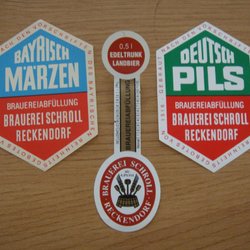 BAYRISCH
MÄRZEN
BRAUEREIABFÜLLUNG
BRAUEREI SCHROLL
RECKENDORF
0,5 l
EDELTRUNK
LANDBIER
BRAUEREI SCHROLL
RECKENDORF
DEUTSCH
PILS
BRAUEREIABFÜLLUNG
BRAUEREI SCHROLL
RECKENDORF